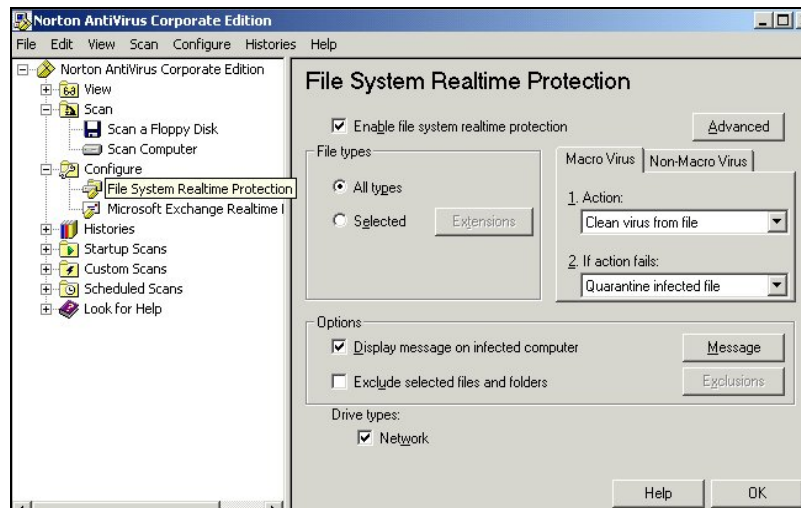 Norton AntiVirus Corporate Edition
File Edit View Scan Configure Histories Help
Norton AntiVirus Corporate Edition
View
Scan
Scan a Floppy Disk
Scan Computer
Configure
File System Realtime Protection
Microsoft Exchange Realtime
Histories
Startup Scans
Custom Scans
Scheduled Scans
Look for Help
File System Realtime Protection
Enable file system realtime protection
Advanced
File types
All types
Selected
Extensions
Macro Virus
Non-Macro Virus
1. Action:
Clean virus from file
2. If action fails:
Quarantine infected file
Options
Display message on infected computer
Message
Exclude selected files and folders
Exclusions
Drive types:
Network
Help
OK